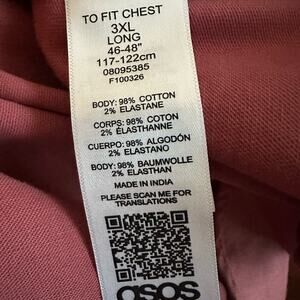 TO FIT CHEST
3XL
LONG
46-48"
117-122cm
08095385
F100326
BODY: 98% COTTON
2% ELASTANE
CORPS: 98% COTON
2% ÉLASTHANNE
CUERPO: 98% ALGODÓN
2% ELASTANO
BODY: 98% BAUMWOLLE
2% ELASTHAN
MADE IN INDIA
PLEASE SCAN ME FOR
TRANSLATIONS
asos